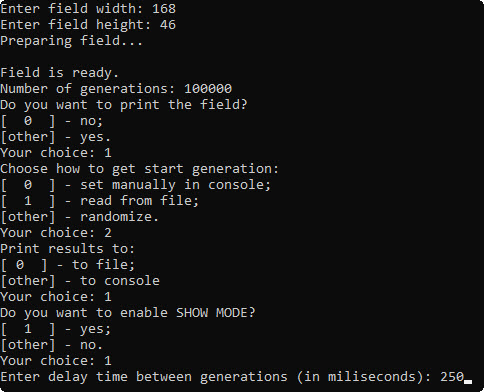 Enter field width: 168
Enter field height: 46
Preparing field...
Field is ready.
Number of generations: 100000
Do you want to print the field?
[  0  ] - no;
[other] - yes.
Your choice: 1
Choose how to get start generation:
[  0  ] - set manually in console;
[  1  ] - read from file;
[other] - randomize.
Your choice: 2
Print results to:
[ 0  ] - to file;
[other] - to console
Your choice: 1
Do you want to enable SHOW MODE?
[  1  ] - yes;
[other] - no.
Your choice: 1
Enter delay time between generations (in miliseconds): 250